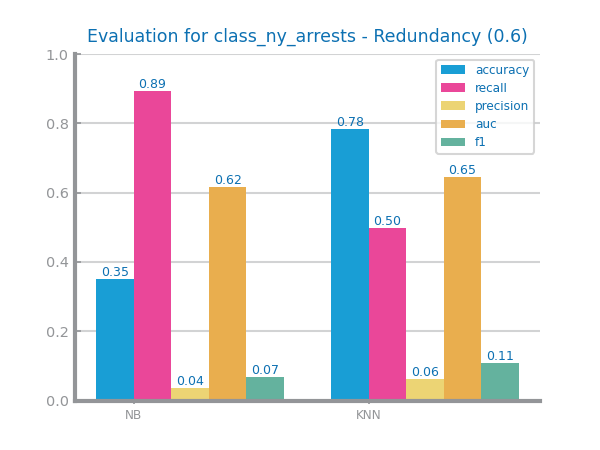 Evaluation for class_ny_arrests - Redundancy (0.6)
1.0
0.8
0.6
0.4
0.2
0.0
0.35
0.89
0.04
0.62
0.07
0.78
0.50
0.06
0.65
0.11
NB
KNN
accuracy
recall
precision
auc
f1